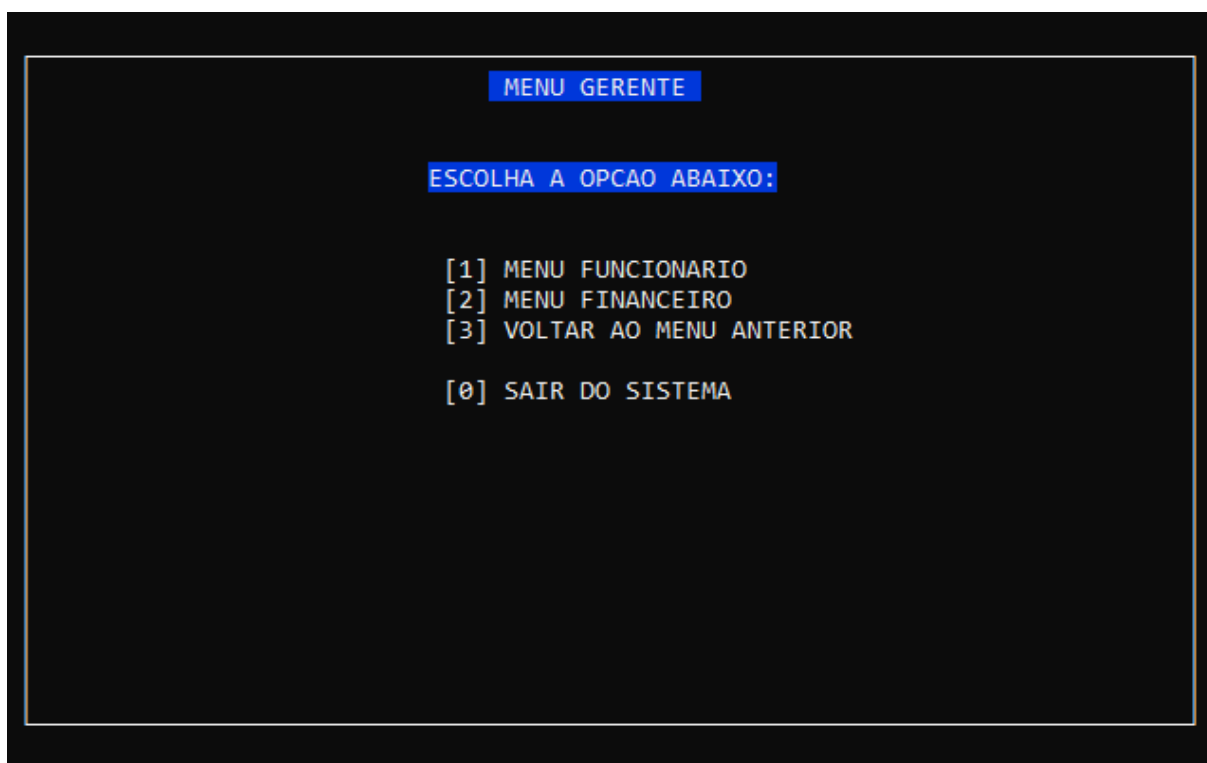 MENU GERENTE
ESCOLHA A OPCAO ABAIXO:
[1] MENU FUNCIONARIO
[2] MENU FINANCEIRO
[3] VOLTAR AO MENU ANTERIOR
[0] SAIR DO SISTEMA